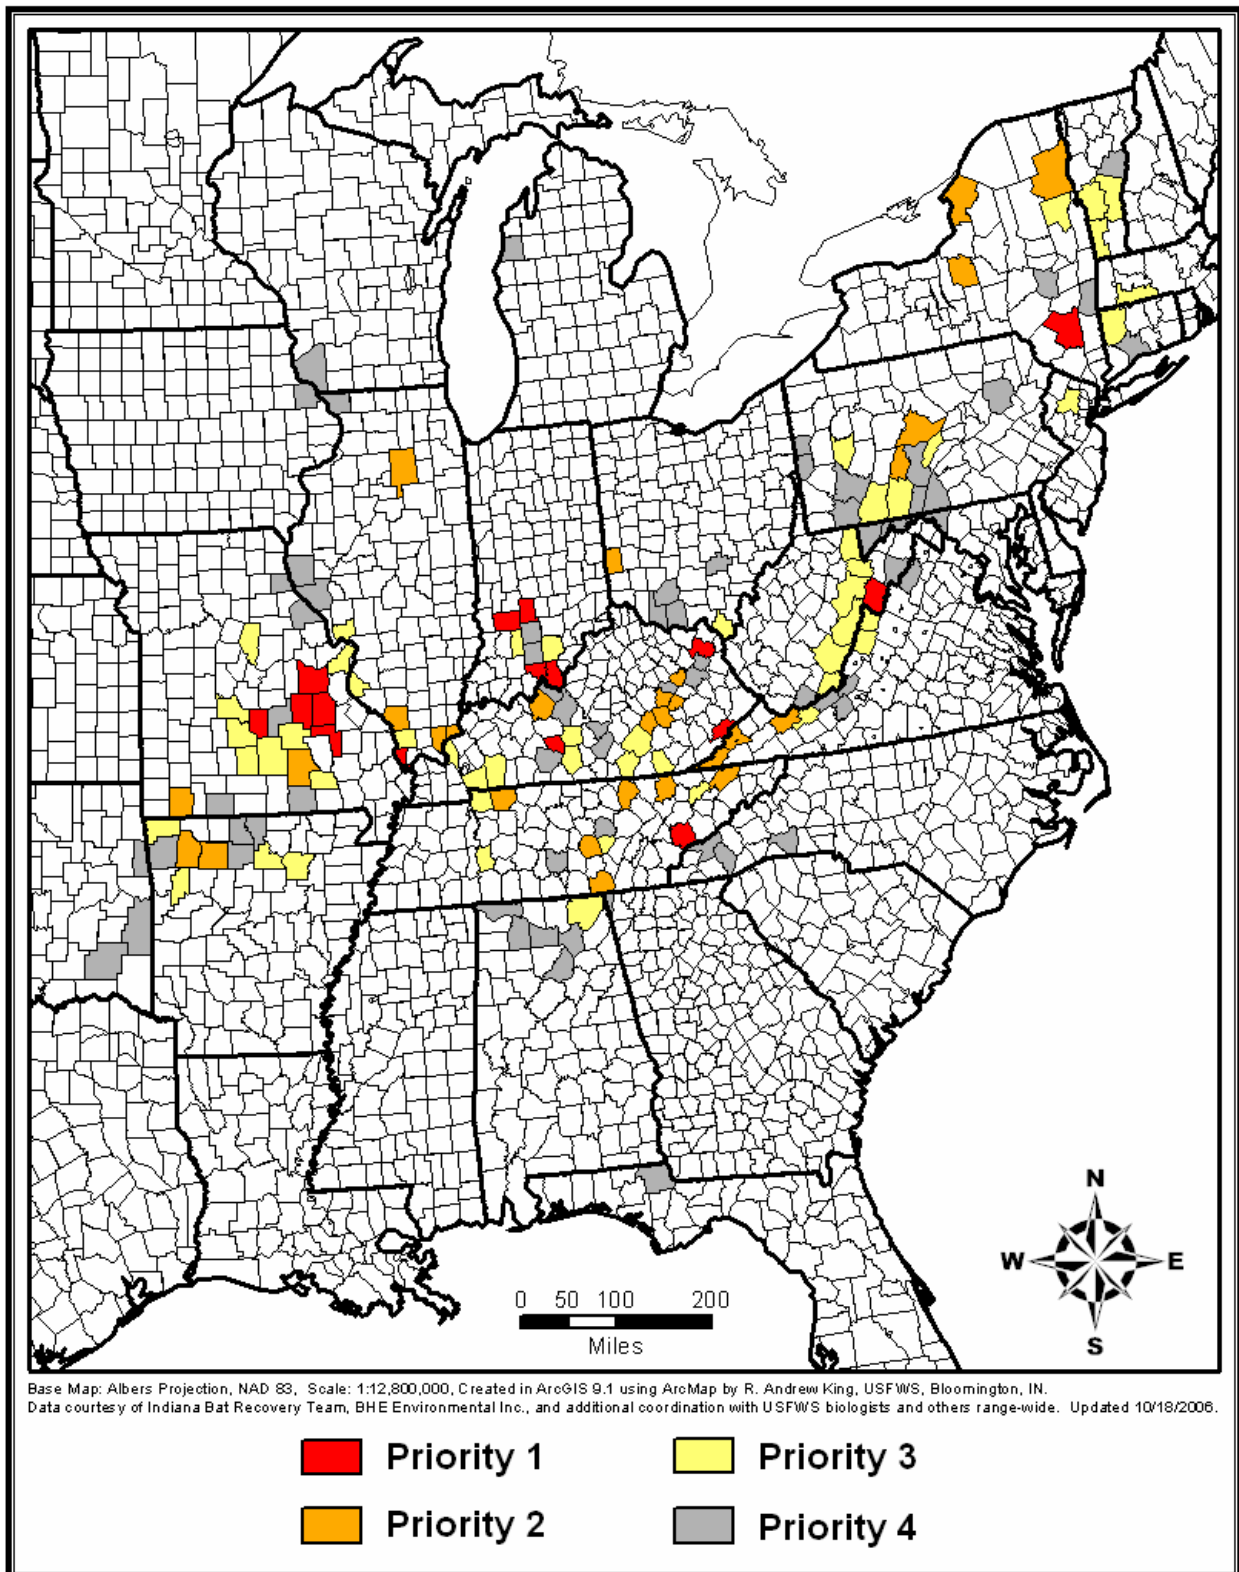 N
W
E
S
0 50 100 200
Miles
Base Map: Albers Projection, NAD 83, Scale: 1:12,800,000, Created in ArcGIS 9.1 using ArcMap by R. Andrew King, USFWS, Bloomington, IN.
Data courtesy of Indiana Bat Recovery Team, BHE Environmental Inc., and additional coordination with USFWS biologists and others range-wide. Updated 10/18/2006.
Priority 1
Priority 3
Priority 2
Priority 4